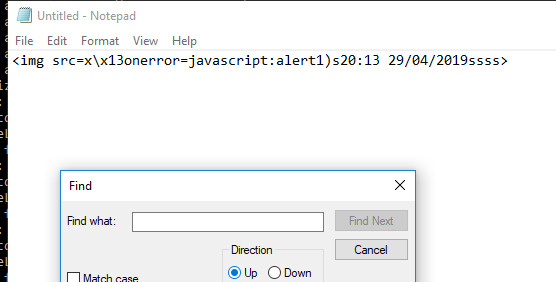 Untitled - Notepad
File Edit Format View Help
<img src=x\x13onerror=javascript:alert1)s20:13 29/04/2019ssss>
Find
Find what:
Find Next
Cancel
Direction
Match case
Up Down